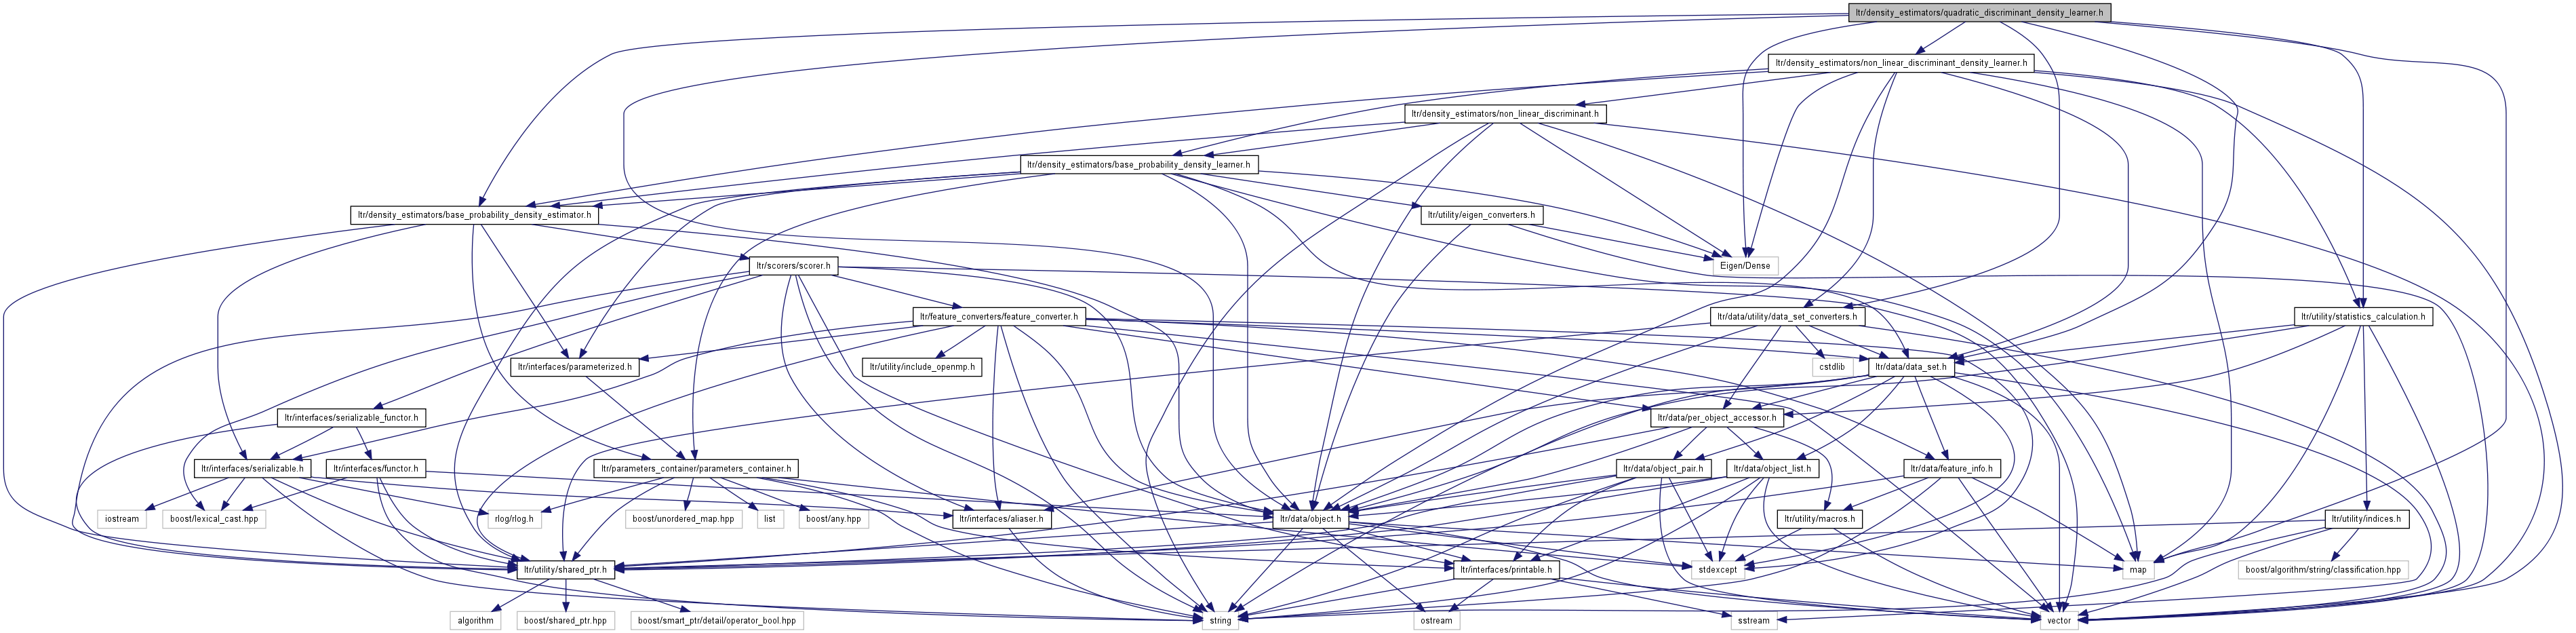 ltr/density_estimators/quadratic_discriminant_density_learner.h
ltr/density_estimators/non_linear_discriminant_density_learner.h
ltr/density_estimators/non_linear_discriminant.h
ltr/density_estimators/base_probability_density_learner.h
ltr/density_estimators/base_probability_density_estimator.h
ltr/utility/eigen_converters.h
ltr/scorers/scorer.h
Eigen/Dense
ltr/feature_converters/feature_converter.h
ltr/data/utility/data_set_converters.h
ltr/utility/statistics_calculation.h
ltr/interfaces/parameterized.h
ltr/utility/include_openmp.h
cstdlib
ltr/data/data_set.h
ltr/interfaces/serializable_functor.h
ltr/data/per_object_accessor.h
ltr/interfaces/serializable.h
ltr/interfaces/functor.h
ltr/parameters_container/parameters_container.h
ltr/data/object_pair.h
ltr/data/object_list.h
ltr/data/feature_info.h
iostream
boost/lexical_cast.hpp
rlog/rlog.h
boost/unordered_map.hpp
list
boost/any.hpp
ltr/interfaces/aliaser.h
ltr/data/object.h
ltr/utility/macros.h
ltr/utility/indices.h
ltr/utility/shared_ptr.h
ltr/interfaces/printable.h
stdexcept
map
boost/algorithm/string/classification.hpp
algorithm
boost/shared_ptr.hpp
boost/smart_ptr/detail/operator_bool.hpp
string
ostream
sstream
vector